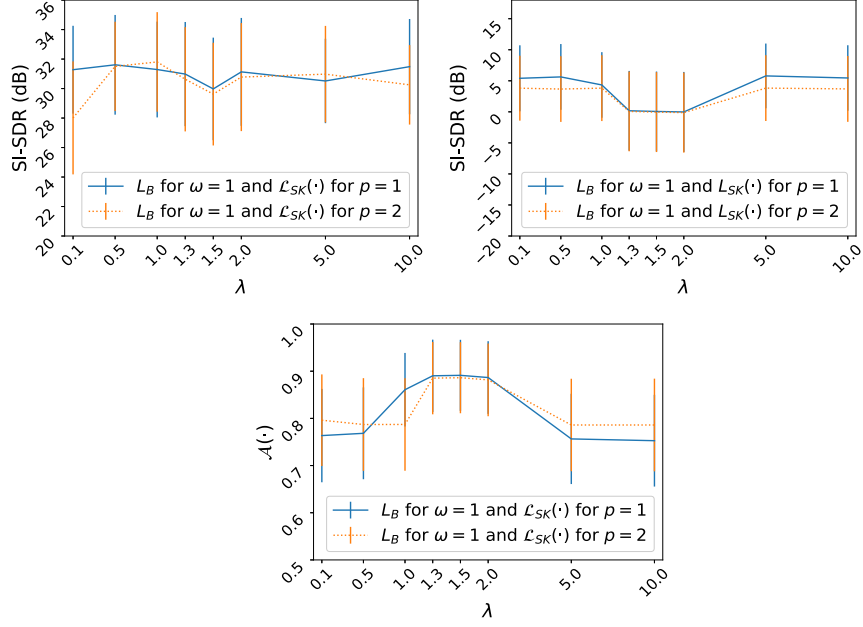 36
34
32
30
28
26
24
22
20
SI-SDR (dB)
L_B for ω = 1 and ℒ_SK(·) for p = 1
L_B for ω = 1 and ℒ_SK(·) for p = 2
0.1 0.5 1.0 1.3 1.5 2.0 5.0 10.0
λ
15
10
5
0
−5
−10
−15
−20
SI-SDR (dB)
L_B for ω = 1 and L_SK(·) for p = 1
L_B for ω = 1 and L_SK(·) for p = 2
0.1 0.5 1.0 1.3 1.5 2.0 5.0 10.0
λ
1.0
0.9
0.8
0.7
0.6
0.5
𝒜(·)
L_B for ω = 1 and ℒ_SK(·) for p = 1
L_B for ω = 1 and ℒ_SK(·) for p = 2
0.1 0.5 1.0 1.3 1.5 2.0 5.0 10.0
λ